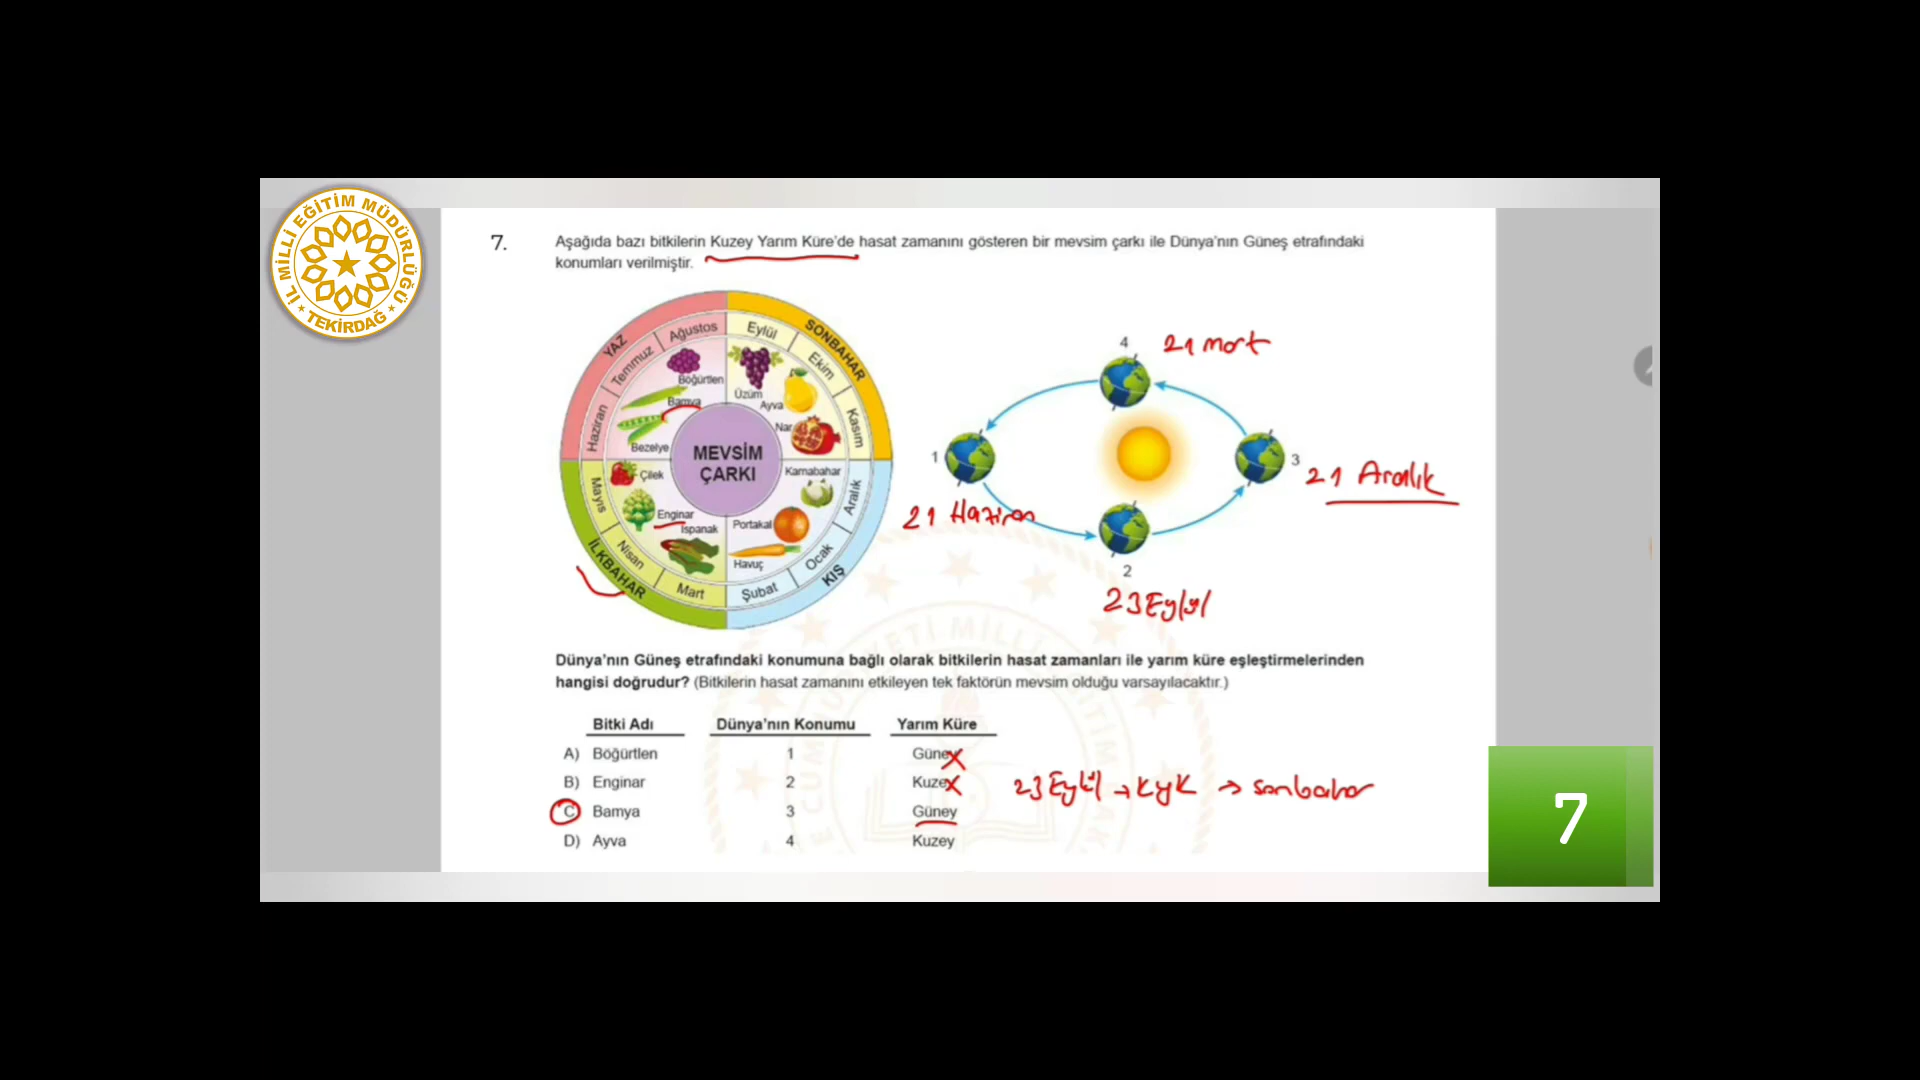 İL MİLLİ EĞİTİM MÜDÜRLÜĞÜ
TEKİRDAĞ
7.
Aşağıda bazı bitkilerin Kuzey Yarım Küre'de hasat zamanını gösteren bir mevsim çarkı ile Dünya'nın Güneş etrafındaki
konumları verilmiştir.
YAZ
SONBAHAR
KIŞ
İLKBAHAR
Haziran
Temmuz
Ağustos
Eylül
Ekim
Kasım
Aralık
Ocak
Şubat
Mart
Nisan
Mayıs
Böğürtlen
Bamya
Bezelye
Üzüm
Ayva
Nar
Çilek
Enginar
Ispanak
Karnabahar
Portakal
Havuç
MEVSİM
ÇARKI
4
21 Mart
1
21 Haziran
3
21 Aralık
2
23 Eylül
Dünya'nın Güneş etrafındaki konumuna bağlı olarak bitkilerin hasat zamanları ile yarım küre eşleştirmelerinden
hangisi doğrudur? (Bitkilerin hasat zamanını etkileyen tek faktörün mevsim olduğu varsayılacaktır.)
Bitki Adı Dünya'nın Konumu Yarım Küre
A) Böğürtlen 1 Güney
B) Enginar 2 Kuzey
23 Eylül → KYK → sonbahar
C) Bamya 3 Güney
D) Ayva 4 Kuzey
7